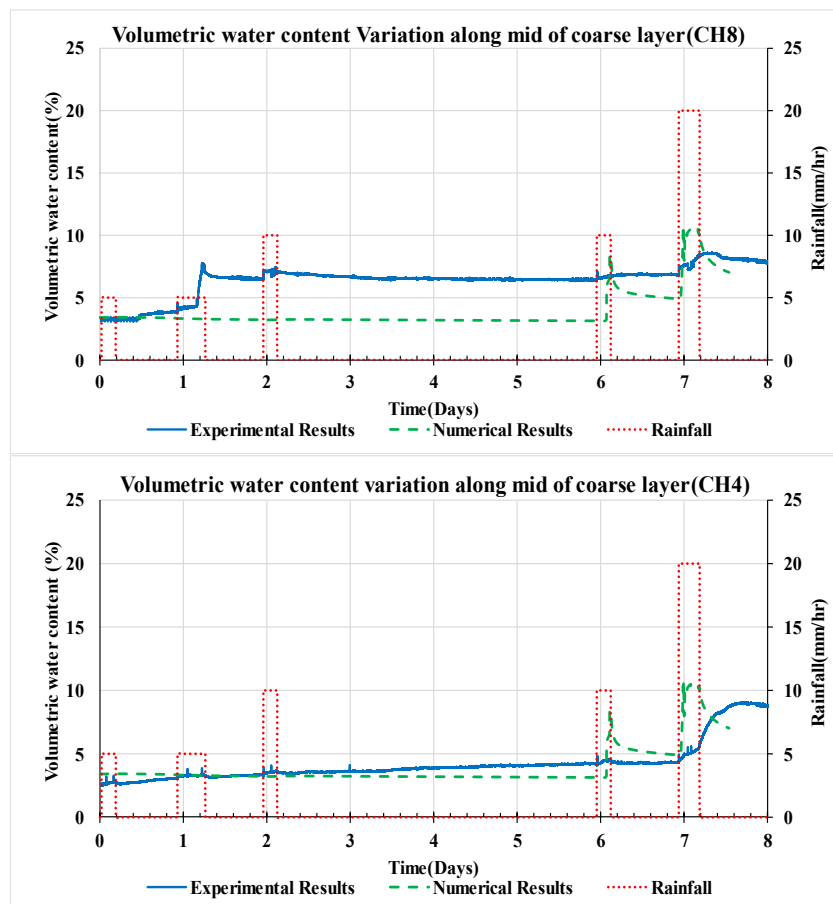 Volumetric water content Variation along mid of coarse layer(CH8)
Volumetric water content(%)
25
20
15
10
5
0
0 1 2 3 4 5 6 7 8
25
20
15
10
5
0
Rainfall(mm/hr)
Time(Days)
Experimental Results Numerical Results Rainfall
Volumetric water content variation along mid of coarse layer(CH4)
Volumetric water content (%)
25
20
15
10
5
0
0 1 2 3 4 5 6 7 8
25
20
15
10
5
0
Rainfall(mm/hr)
Time(Days)
Experimental Results Numerical Results Rainfall